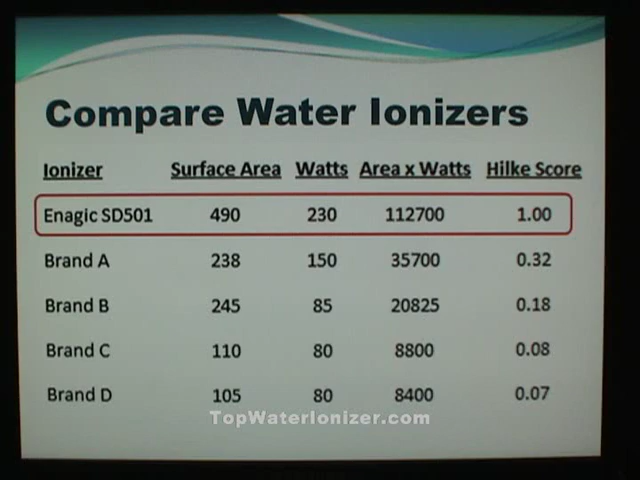 Compare Water Ionizers
Ionizer Surface Area Watts Area x Watts Hilke Score
Enagic SD501 490 230 112700 1.00
Brand A 238 150 35700 0.32
Brand B 245 85 20825 0.18
Brand C 110 80 8800 0.08
Brand D 105 80 8400 0.07
TopWaterIonizer.com